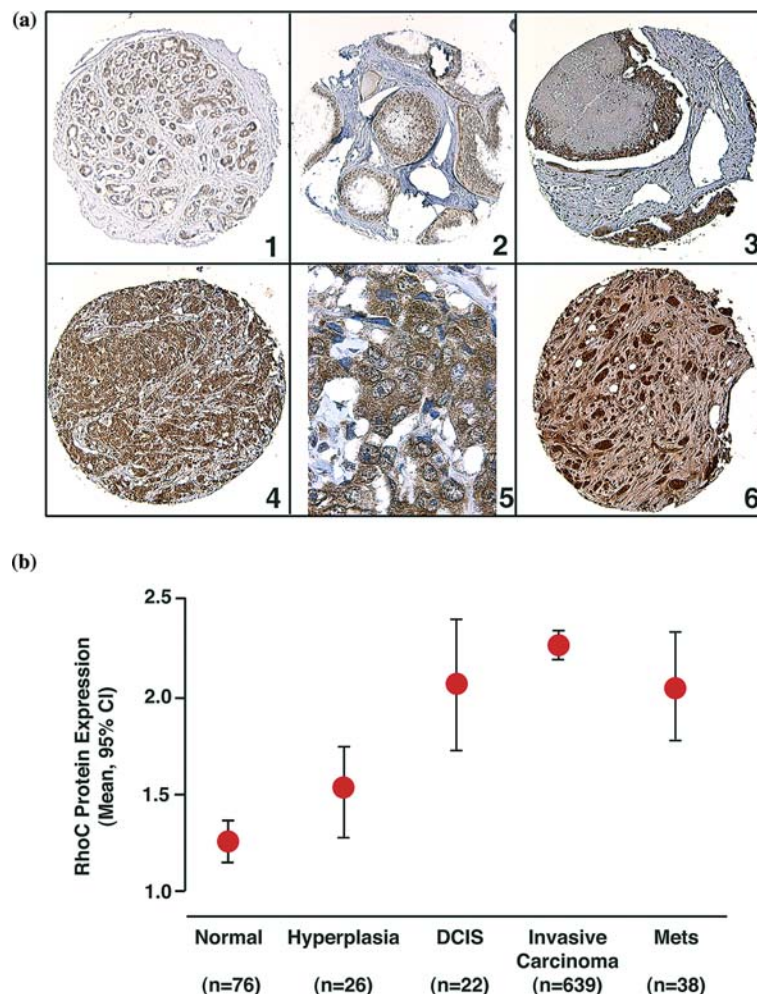 (a)
1
2
3
4
5
6
(b)
RhoC Protein Expression
(Mean, 95% CI)
2.5
2.0
1.5
1.0
Normal Hyperplasia DCIS Invasive Carcinoma Mets
(n=76) (n=26) (n=22) (n=639) (n=38)